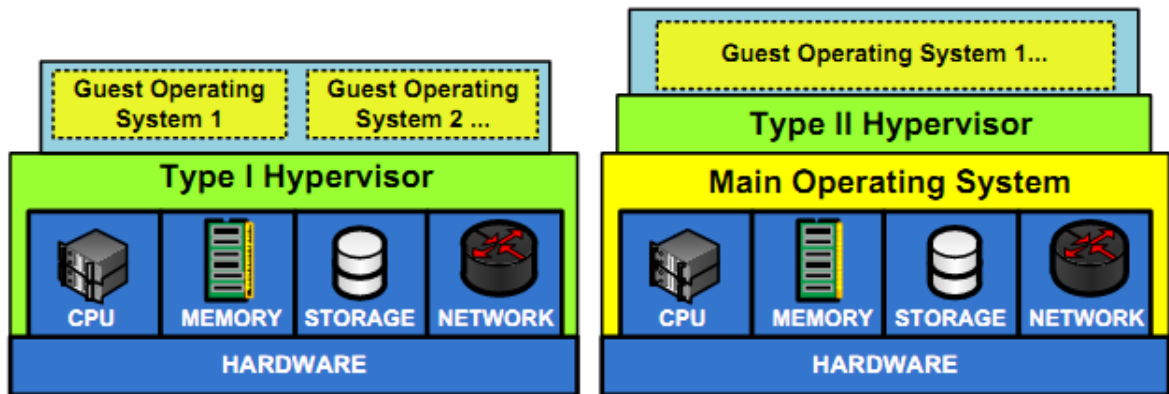 Guest Operating
System 1
Guest Operating
System 2 ...
Type I Hypervisor
CPU
MEMORY
STORAGE
NETWORK
HARDWARE
Guest Operating System 1...
Type II Hypervisor
Main Operating System
CPU
MEMORY
STORAGE
NETWORK
HARDWARE